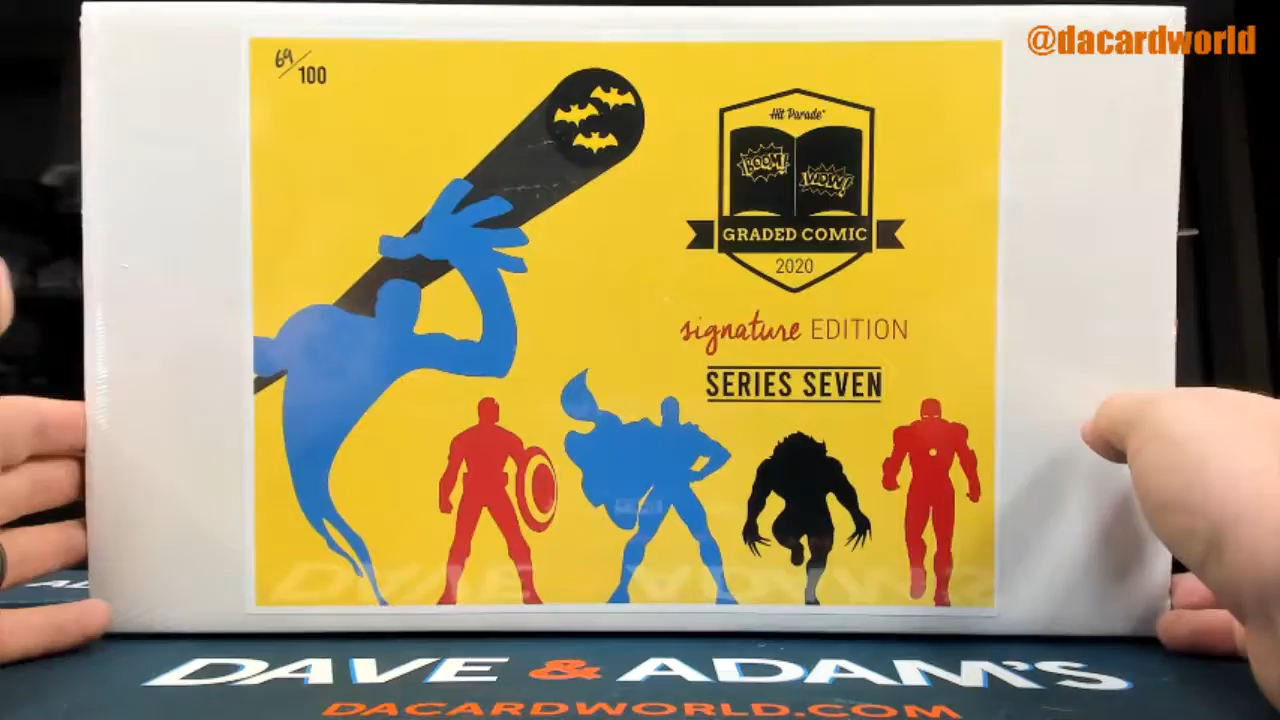 @dacardworld
69/100
Hit Parade
BOOM!
WOW!
GRADED COMIC
2020
signature EDITION
SERIES SEVEN
DAVE & ADAM'S
DACARDWORLD.COM